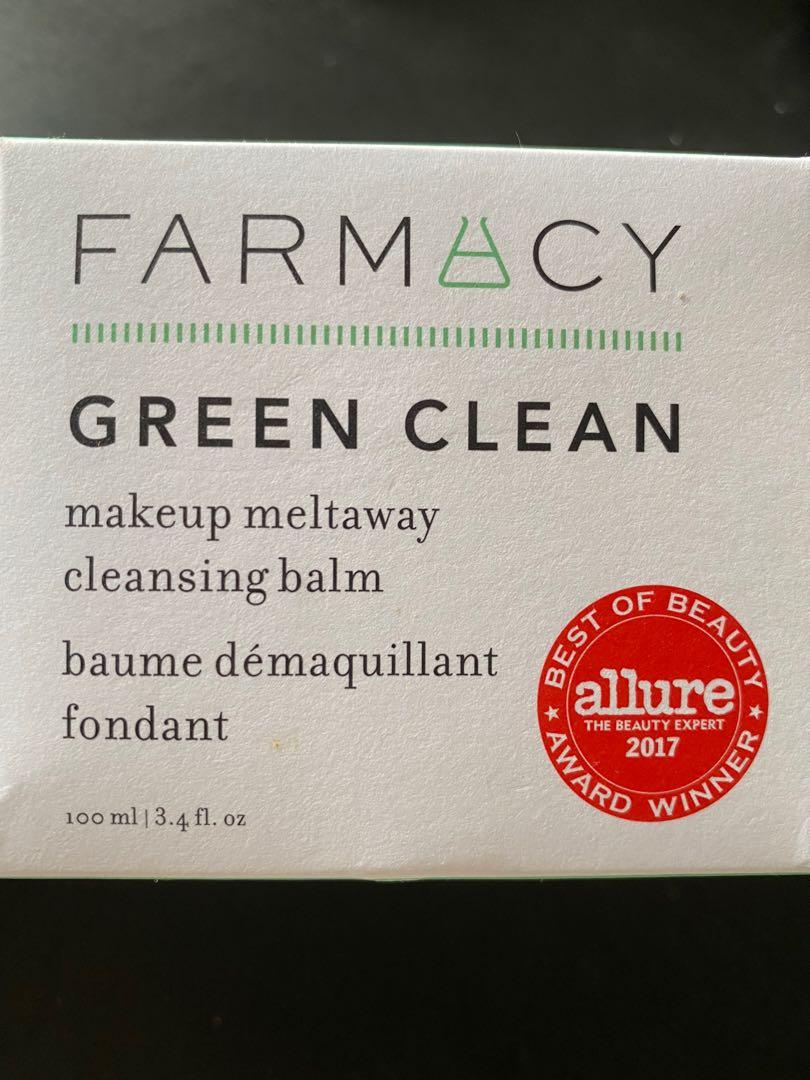 FARMACY
GREEN CLEAN
makeup meltaway
cleansing balm
baume démaquillant
fondant
100 ml | 3.4 fl. oz
BEST OF BEAUTY
allure
THE BEAUTY EXPERT
2017
AWARD WINNER